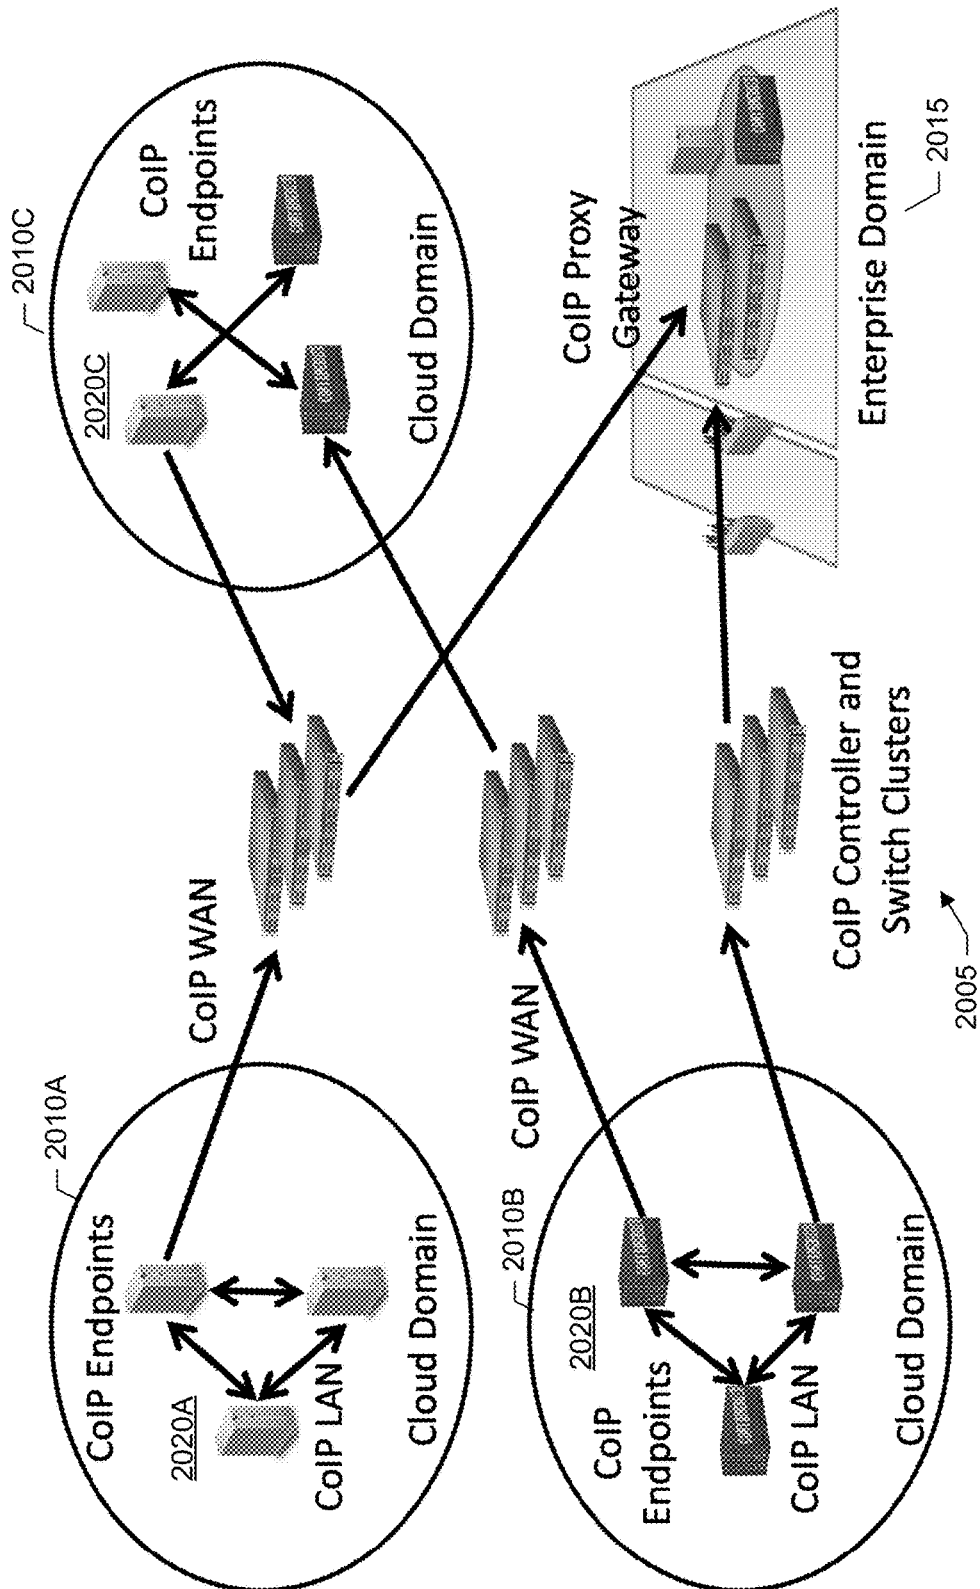 2010A
CoIP Endpoints
2020A
CoIP LAN
Cloud Domain
CoIP WAN
2010C
CoIP
Endpoints
2020C
Cloud Domain
2010B
2020B
CoIP
Endpoints
CoIP LAN
Cloud Domain
CoIP WAN
CoIP Controller and
Switch Clusters
2005
CoIP Proxy
Gateway
Enterprise Domain
2015